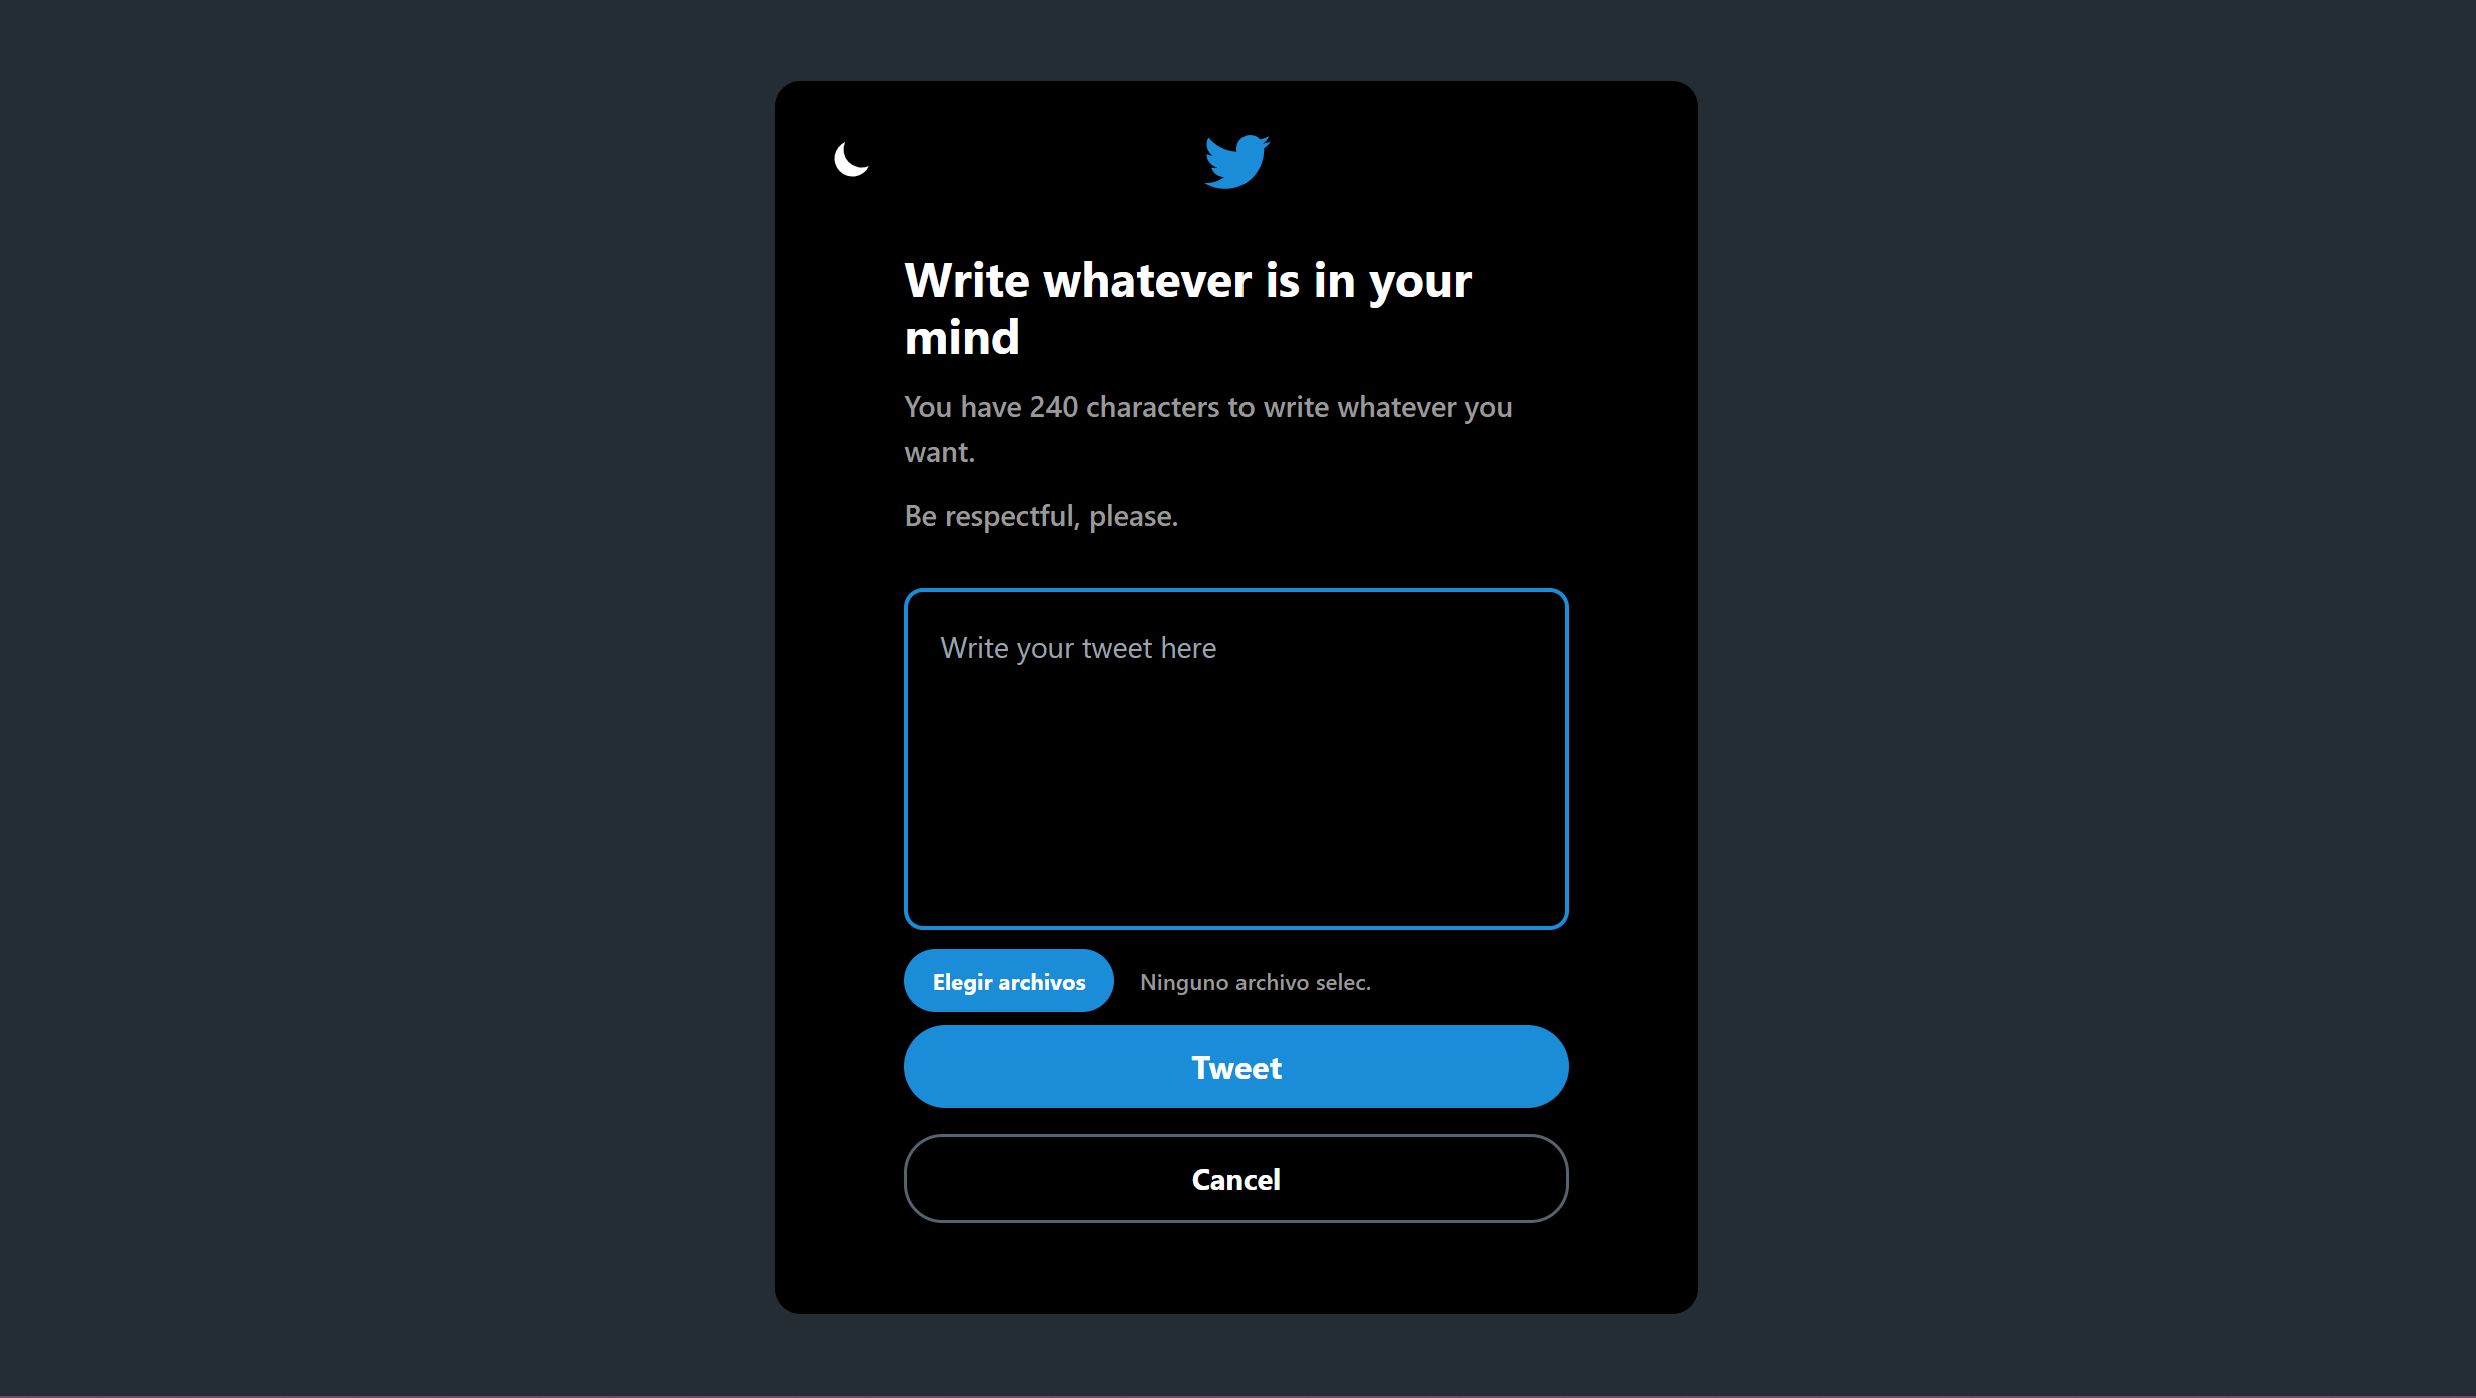 Write whatever is in your
mind
You have 240 characters to write whatever you
want.
Be respectful, please.
Write your tweet here
Elegir archivos
Ninguno archivo selec.
Tweet
Cancel